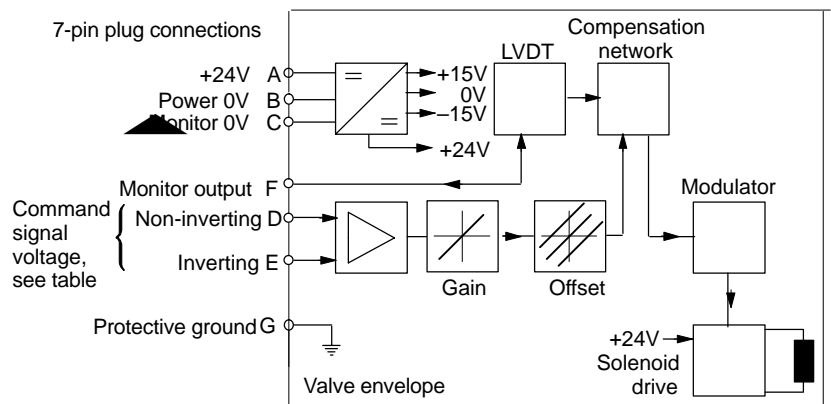 7-pin plug connections
+24V A
Power 0V B
Monitor 0V C
Monitor output F
Command
signal
voltage,
see table
Non-inverting D
Inverting E
Protective ground G
+15V
0V
–15V
+24V
LVDT
Compensation
network
Gain
Offset
Modulator
+24V
Solenoid
drive
Valve envelope